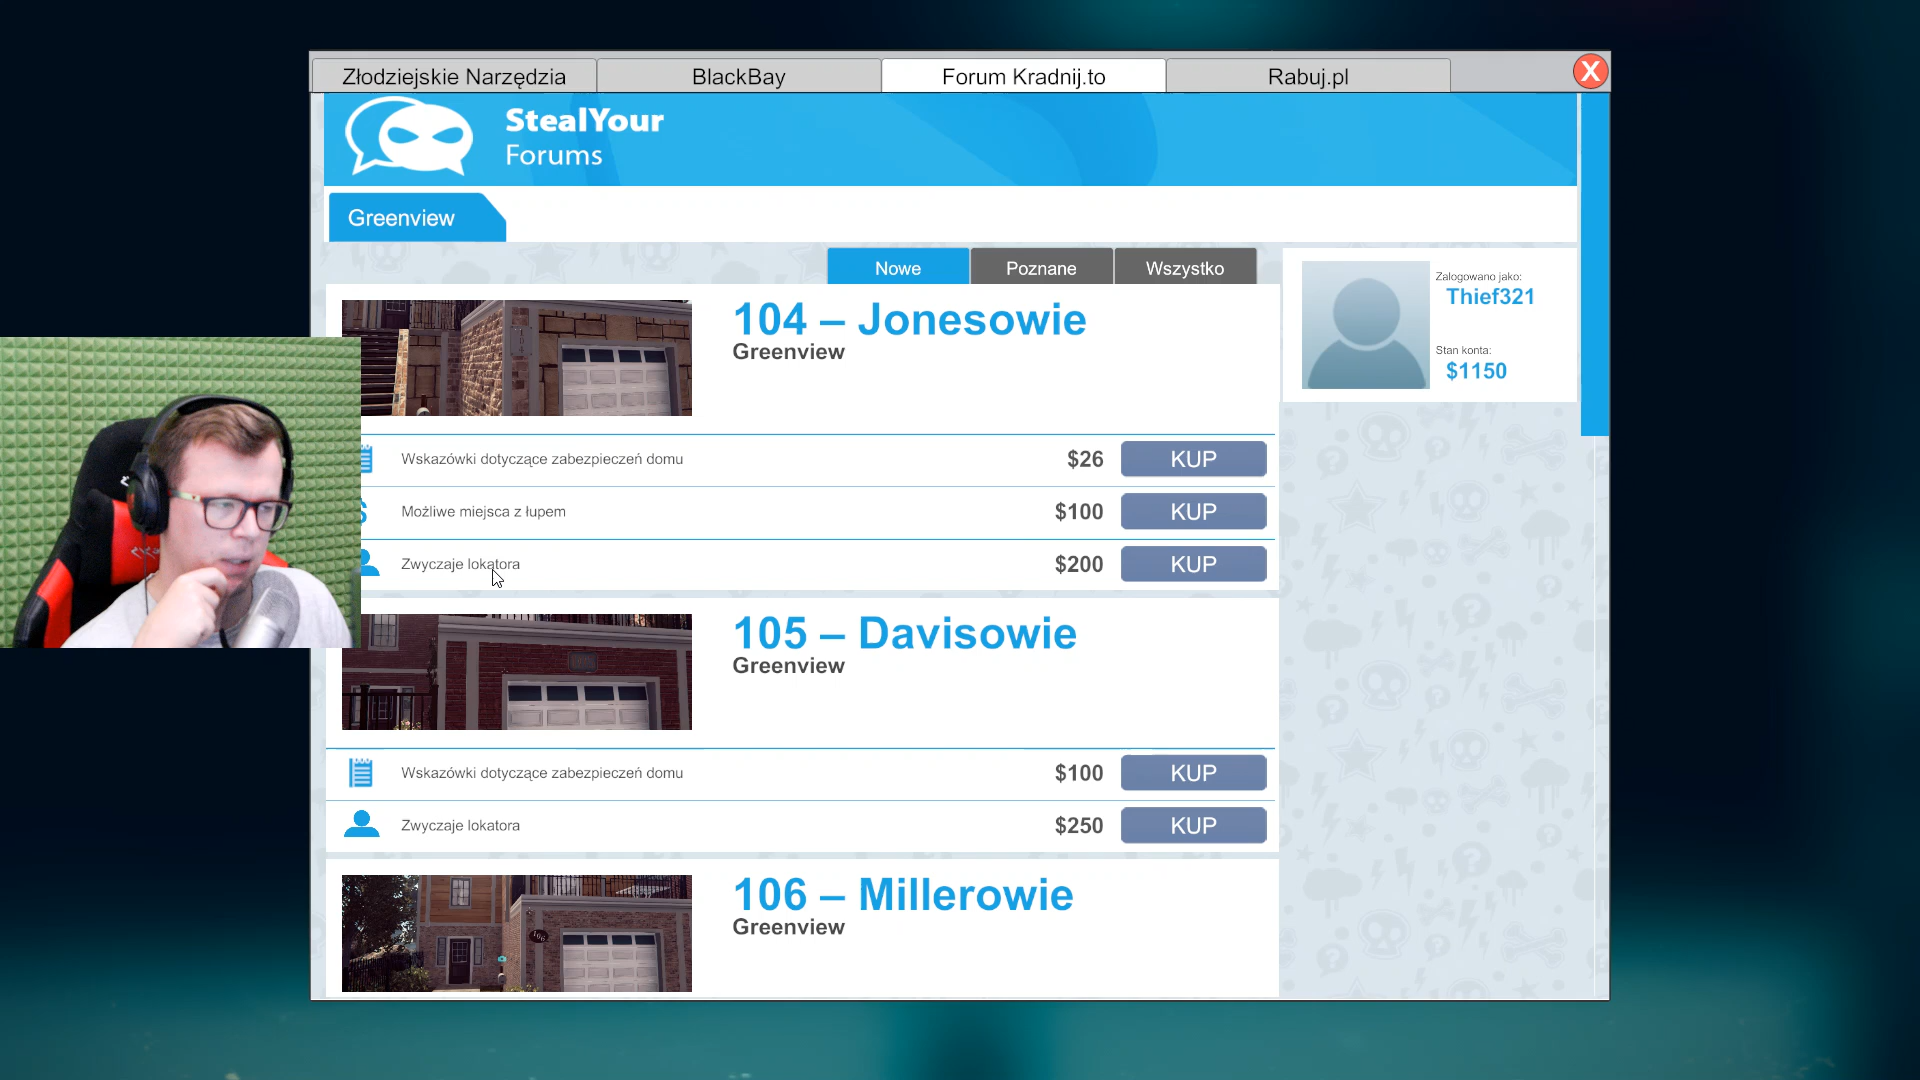 Złodziejskie Narzędzia
BlackBay
Forum Kradnij.to
Rabuj.pl
X
StealYour
Forums
Greenview
Nowe
Poznane
Wszystko
Zalogowano jako:
Thief321
Stan konta:
$1150
104 – Jonesowie
Greenview
Wskazówki dotyczące zabezpieczeń domu $26 KUP
Możliwe miejsca z łupem $100 KUP
Zwyczaje lokatora $200 KUP
105 – Davisowie
Greenview
Wskazówki dotyczące zabezpieczeń domu $100 KUP
Zwyczaje lokatora $250 KUP
106 – Millerowie
Greenview
106